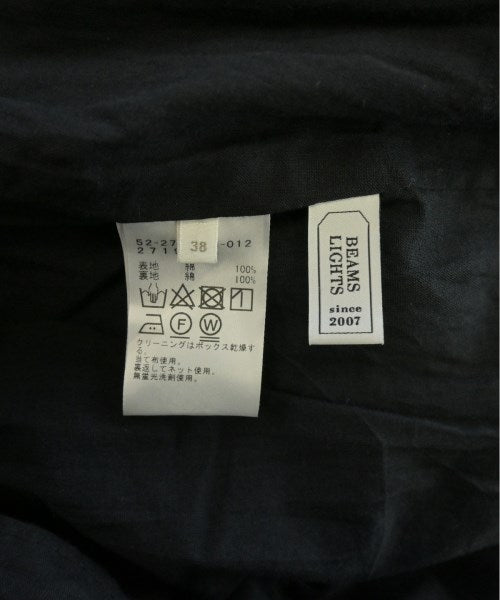 38
52-27 -012
271
表地 綿 100%
裏地 綿 100%
F W
クリーニングはボックス乾燥す
る。
当て布使用。
裏返してネット使用。
無蛍光洗剤使用。
BEAMS
LIGHTS
since
2007